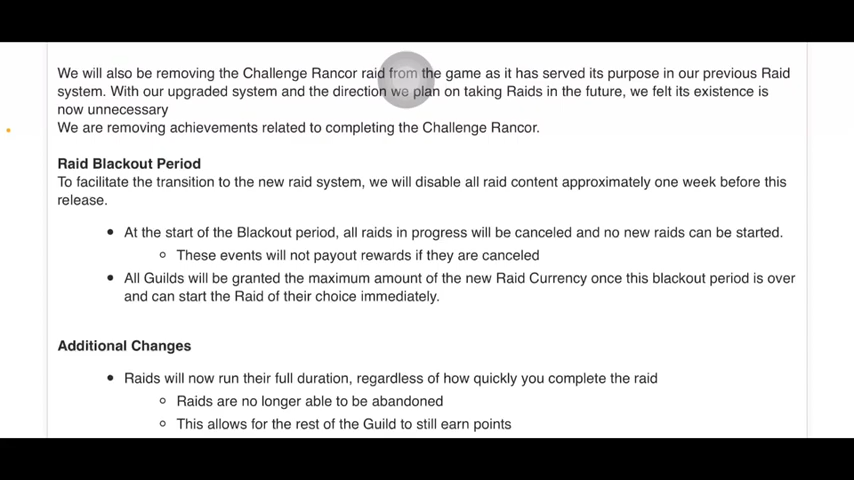 We will also be removing the Challenge Rancor raid from the game as it has served its purpose in our previous Raid
system. With our upgraded system and the direction we plan on taking Raids in the future, we felt its existence is
now unnecessary
We are removing achievements related to completing the Challenge Rancor.
Raid Blackout Period
To facilitate the transition to the new raid system, we will disable all raid content approximately one week before this
release.
At the start of the Blackout period, all raids in progress will be canceled and no new raids can be started.
These events will not payout rewards if they are canceled
All Guilds will be granted the maximum amount of the new Raid Currency once this blackout period is over
and can start the Raid of their choice immediately.
Additional Changes
Raids will now run their full duration, regardless of how quickly you complete the raid
Raids are no longer able to be abandoned
This allows for the rest of the Guild to still earn points